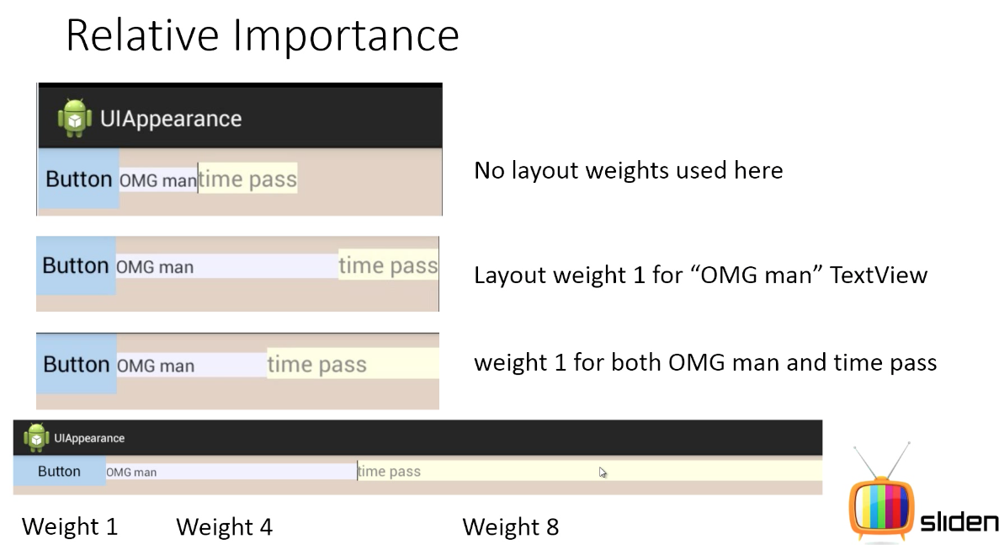 Relative Importance
UIAppearance
Button OMG man time pass
No layout weights used here
Button OMG man time pass
Layout weight 1 for “OMG man” TextView
Button OMG man time pass
weight 1 for both OMG man and time pass
UIAppearance
Button OMG man time pass
Weight 1 Weight 4 Weight 8
sliden